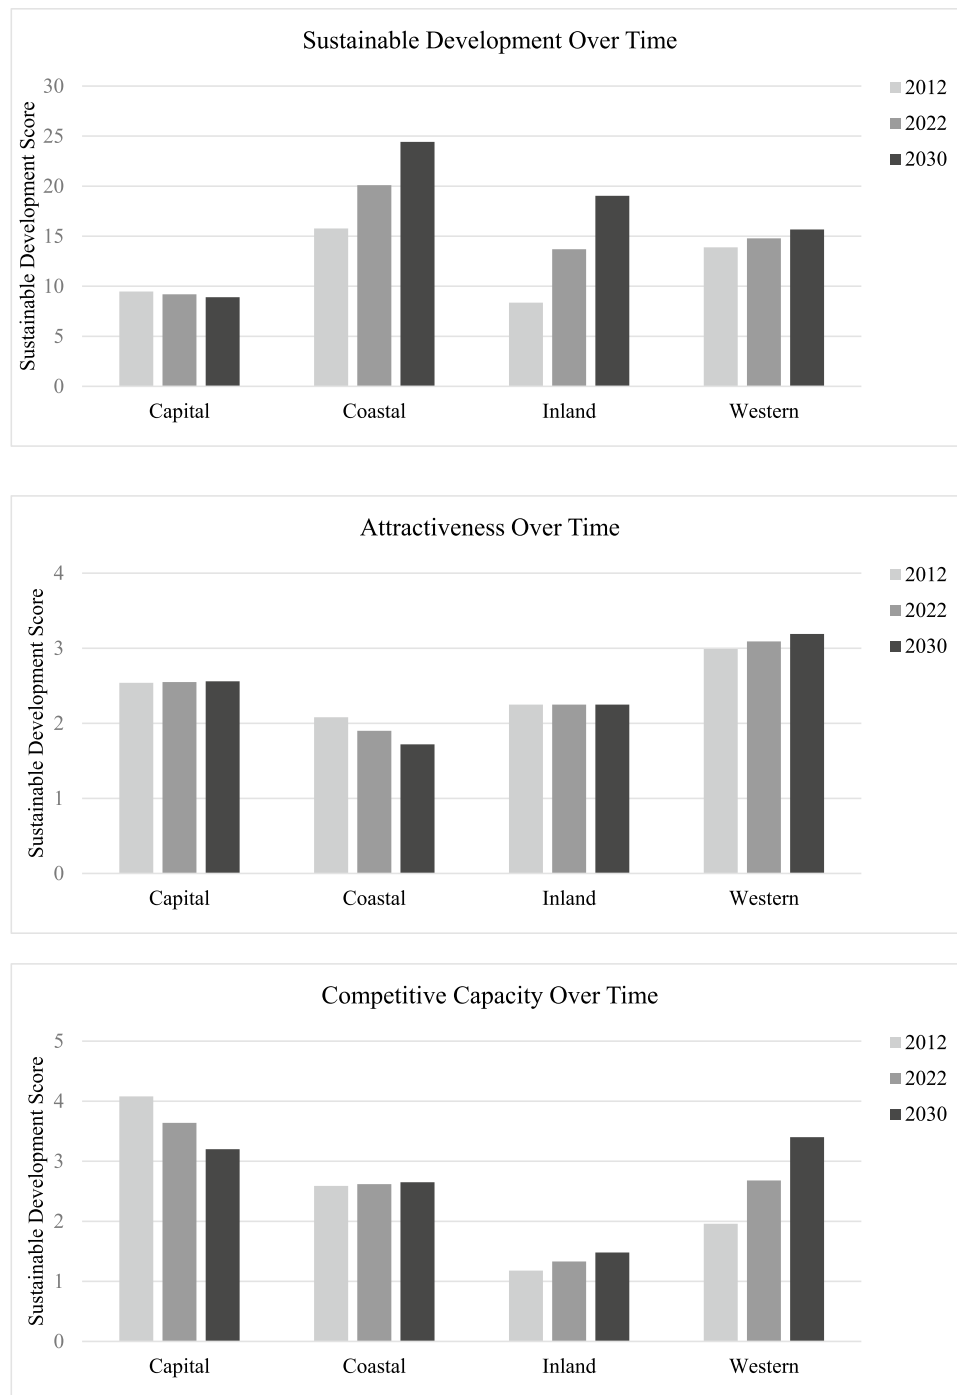 Sustainable Development Over Time
Sustainable Development Score
30
25
20
15
10
5
0
Capital
Coastal
Inland
Western
2012
2022
2030
Attractiveness Over Time
Sustainable Development Score
4
3
2
1
0
Capital
Coastal
Inland
Western
2012
2022
2030
Competitive Capacity Over Time
Sustainable Development Score
5
4
3
2
1
0
Capital
Coastal
Inland
Western
2012
2022
2030